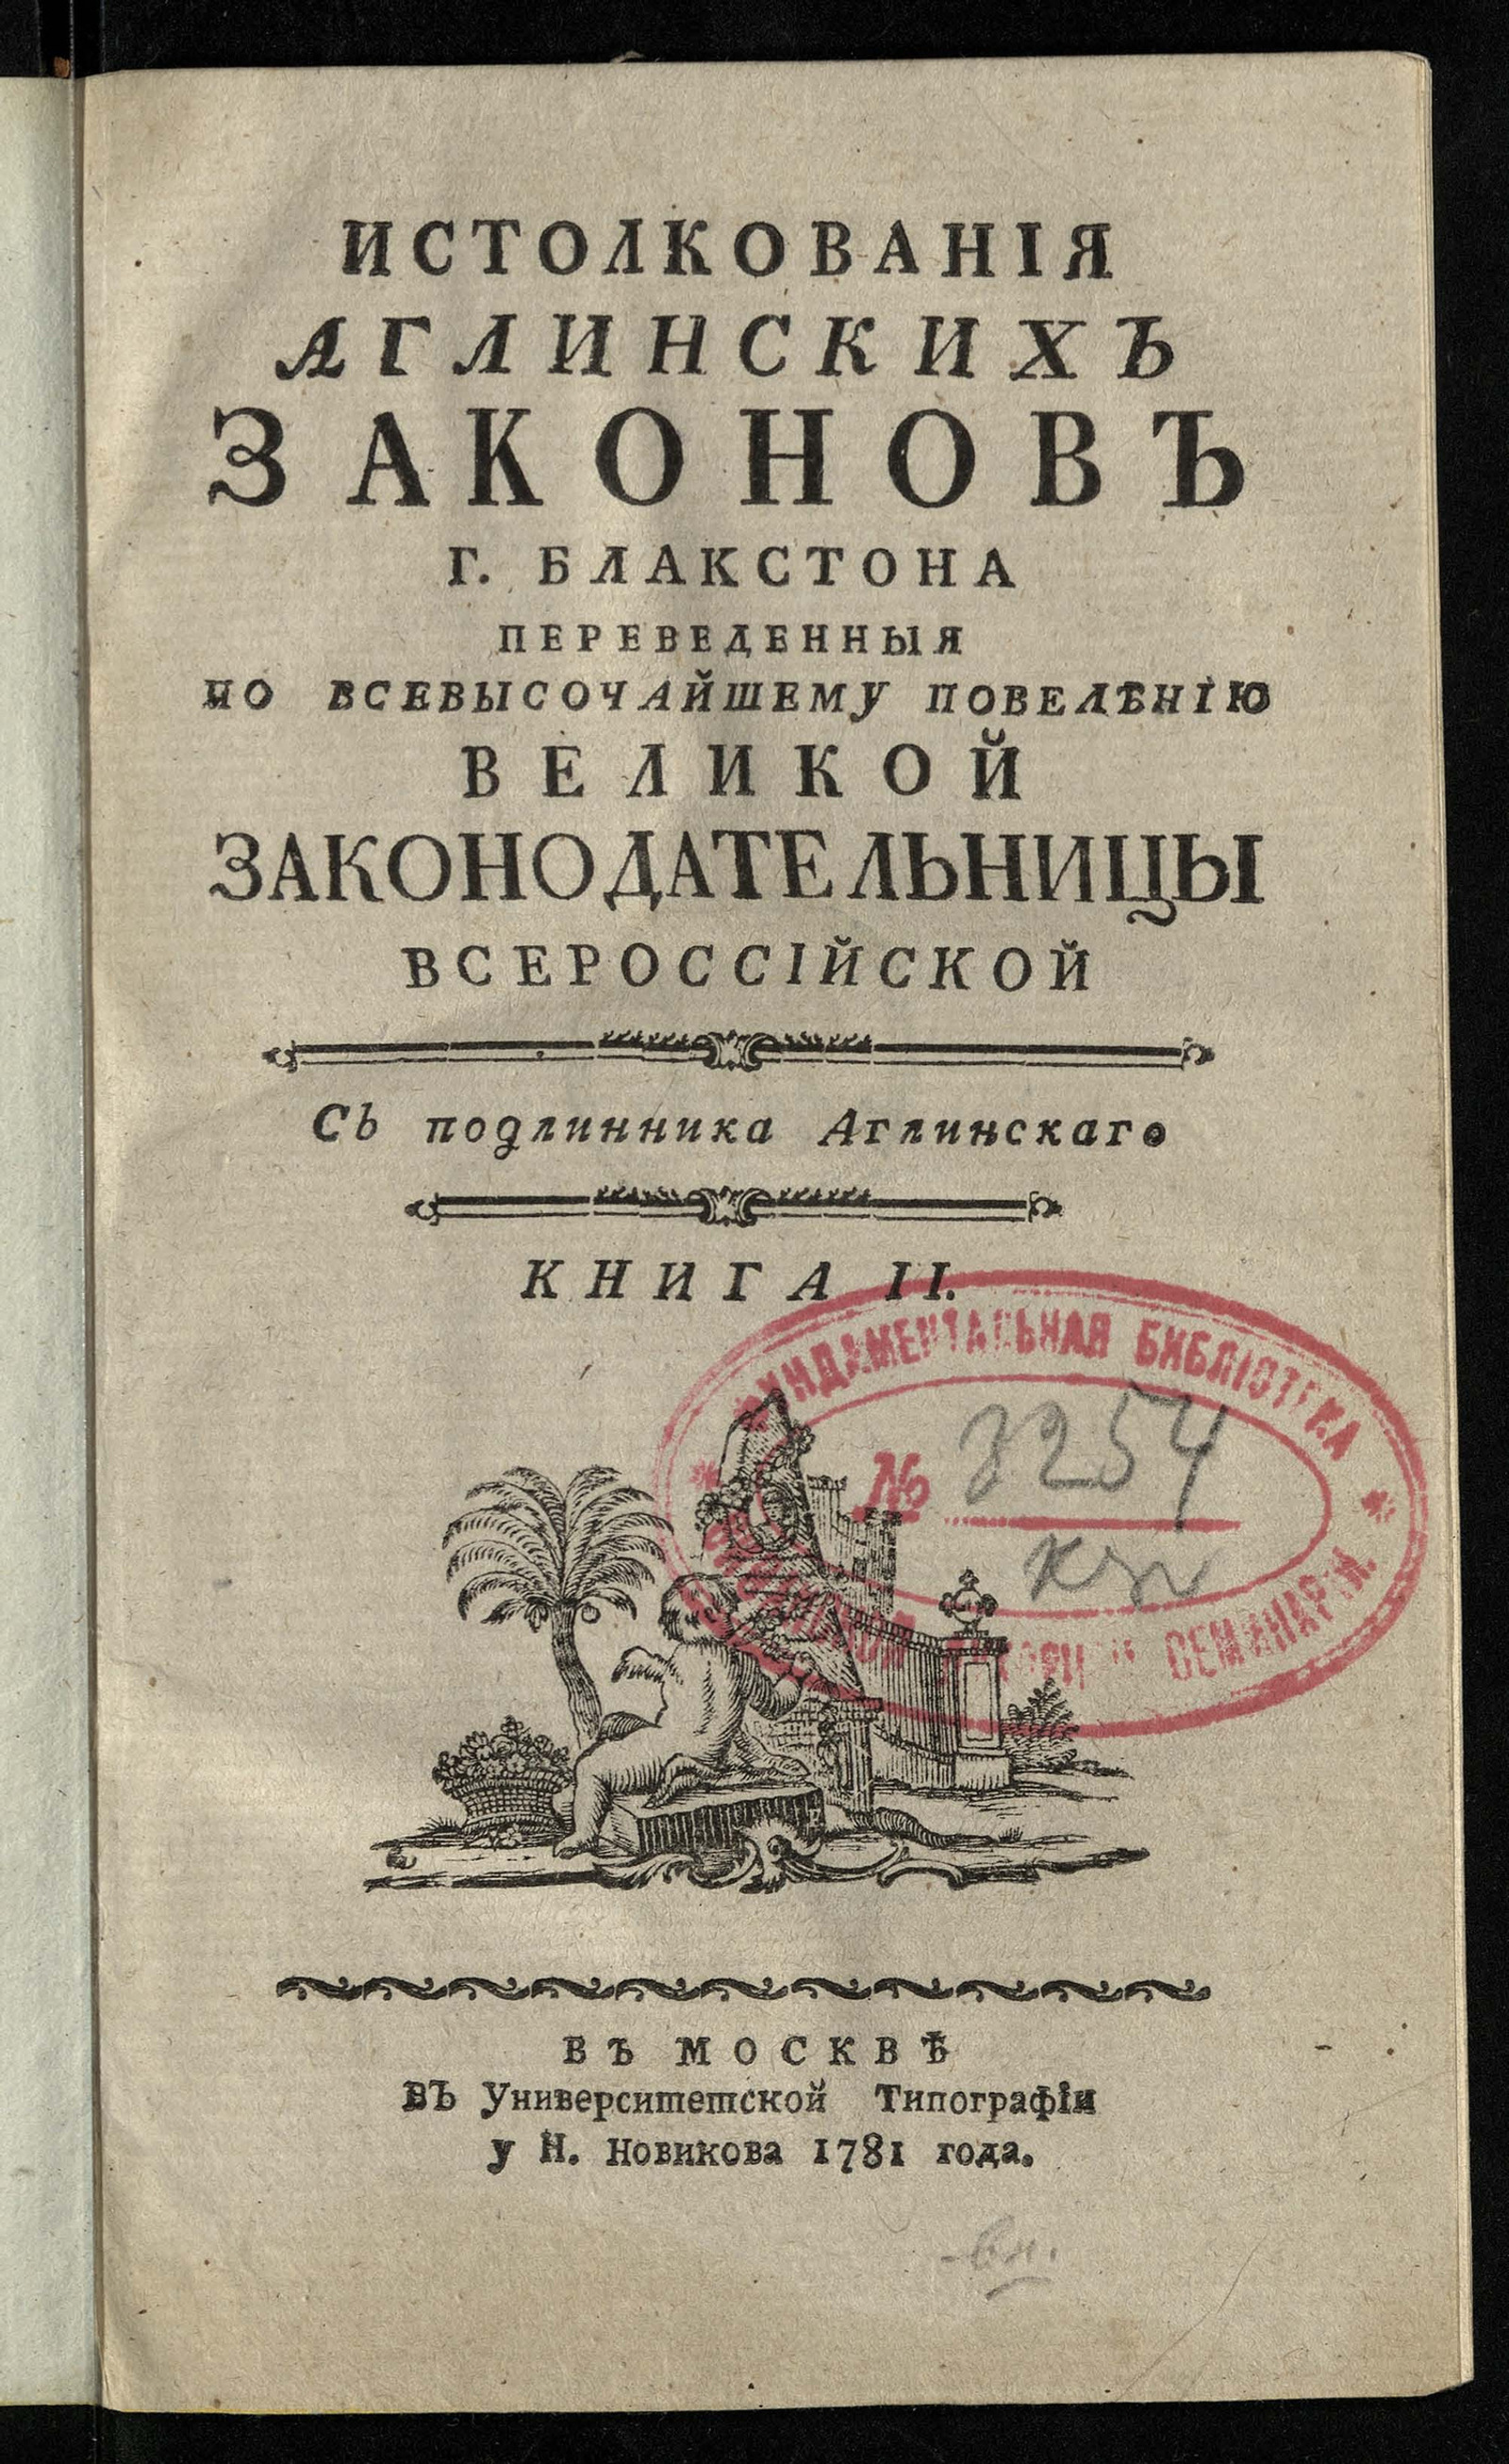 ИСТОЛКОВАНІЯ
АГЛИНСКИХЪ
ЗАКОНОВЪ
Г. БЛАКСТОНА
ПЕРЕВЕДЕННЫЯ
ПО ВСЕВЫСОЧАЙШЕМУ ПОВЕЛѢНІЮ
ВЕЛИКОЙ
ЗАКОНОДАТЕЛЬНИЦЫ
ВСЕРОССІЙСКОЙ
Съ подлинника Аглинскаго
КНИГА II.
ФУНДАМЕНТАЛЬНАЯ БИБЛІОТЕКА
№ 3254
СЕМИНАРІИ
ВЪ МОСКВѢ
ВЪ Университетской Типографіи
у Н. Новикова 1781 года.